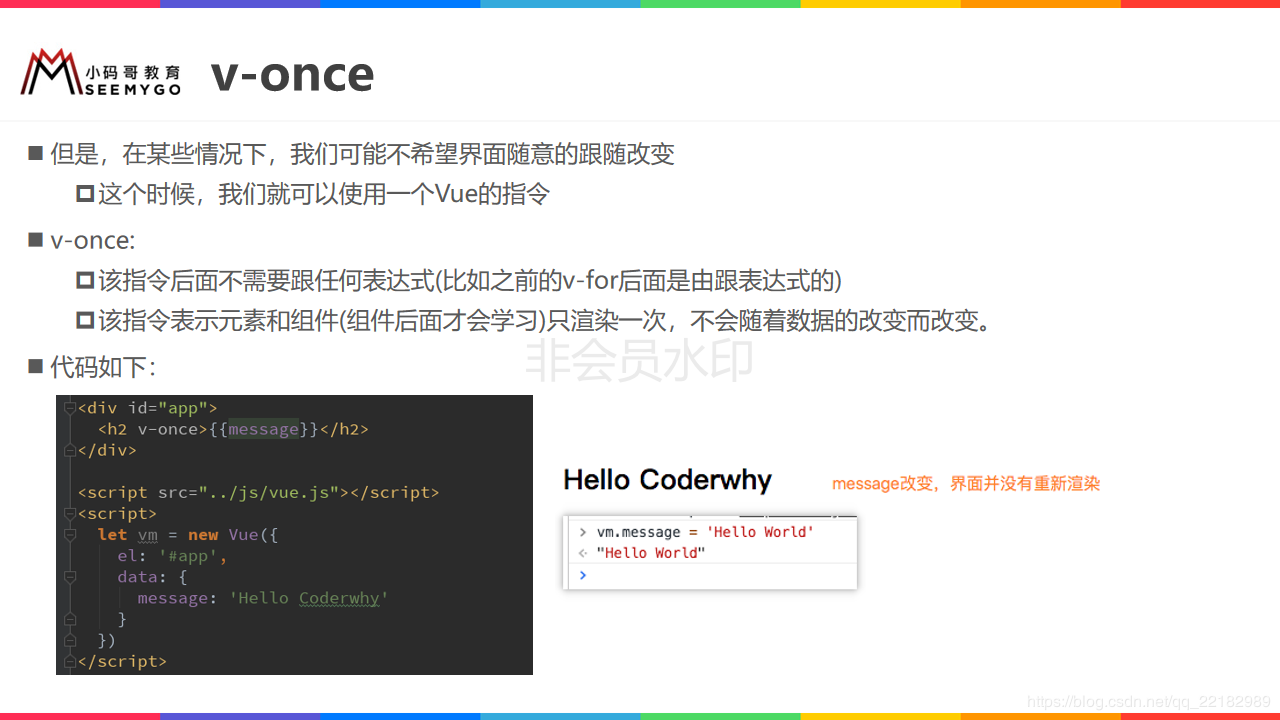 小码哥教育
SEEMYGO
v-once
但是，在某些情况下，我们可能不希望界面随意的跟随改变
这个时候，我们就可以使用一个Vue的指令
v-once:
该指令后面不需要跟任何表达式(比如之前的v-for后面是由跟表达式的)
该指令表示元素和组件(组件后面才会学习)只渲染一次，不会随着数据的改变而改变。
非会员水印
代码如下：
<div id="app">
<h2 v-once>{{message}}</h2>
</div>
<script src="../js/vue.js"></script>
<script>
let vm = new Vue({
el: '#app',
data: {
message: 'Hello Coderwhy'
}
})
</script>
Hello Coderwhy
message改变，界面并没有重新渲染
> vm.message = 'Hello World'
<· "Hello World"
>
https://blog.csdn.net/qq_22182989